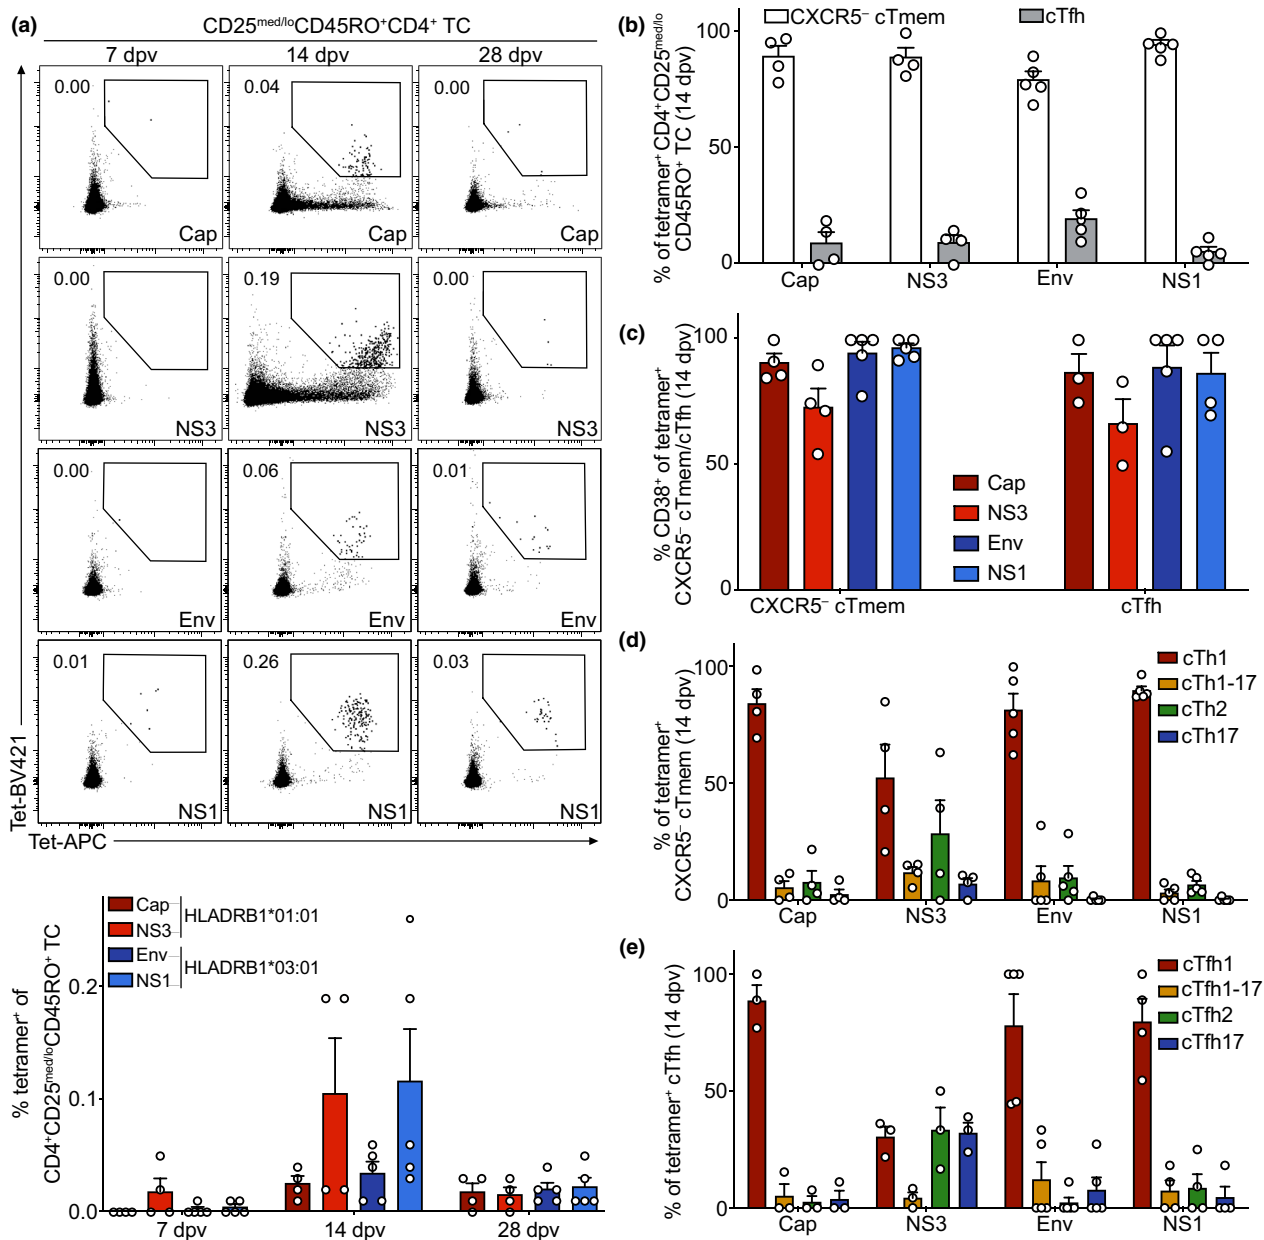 (a)
CD25med/loCD45RO+CD4+ TC
7 dpv 14 dpv 28 dpv
0.00 0.04 0.00
Cap Cap Cap
0.00 0.19 0.00
NS3 NS3 NS3
0.00 0.06 0.01
Env Env Env
0.01 0.26 0.03
NS1 NS1 NS1
Tet-BV421
Tet-APC
% tetramer+ of
CD4+CD25med/loCD45RO+ TC
Cap
NS3
HLADRB1*01:01
Env
NS1
HLADRB1*03:01
0.2
0.1
0.0
7 dpv 14 dpv 28 dpv
(b)
% of tetramer+ CD4+CD25med/lo
CD45RO+ TC (14 dpv)
CXCR5− cTmem cTfh
100
50
0
Cap NS3 Env NS1
(c)
% CD38+ of tetramer+
CXCR5− cTmem/cTfh (14 dpv)
100
50
0
Cap
NS3
Env
NS1
CXCR5− cTmem cTfh
(d)
% of tetramer+
CXCR5− cTmem (14 dpv)
100
50
0
cTh1
cTh1-17
cTh2
cTh17
Cap NS3 Env NS1
(e)
% of tetramer+ cTfh (14 dpv)
100
50
0
cTfh1
cTfh1-17
cTfh2
cTfh17
Cap NS3 Env NS1